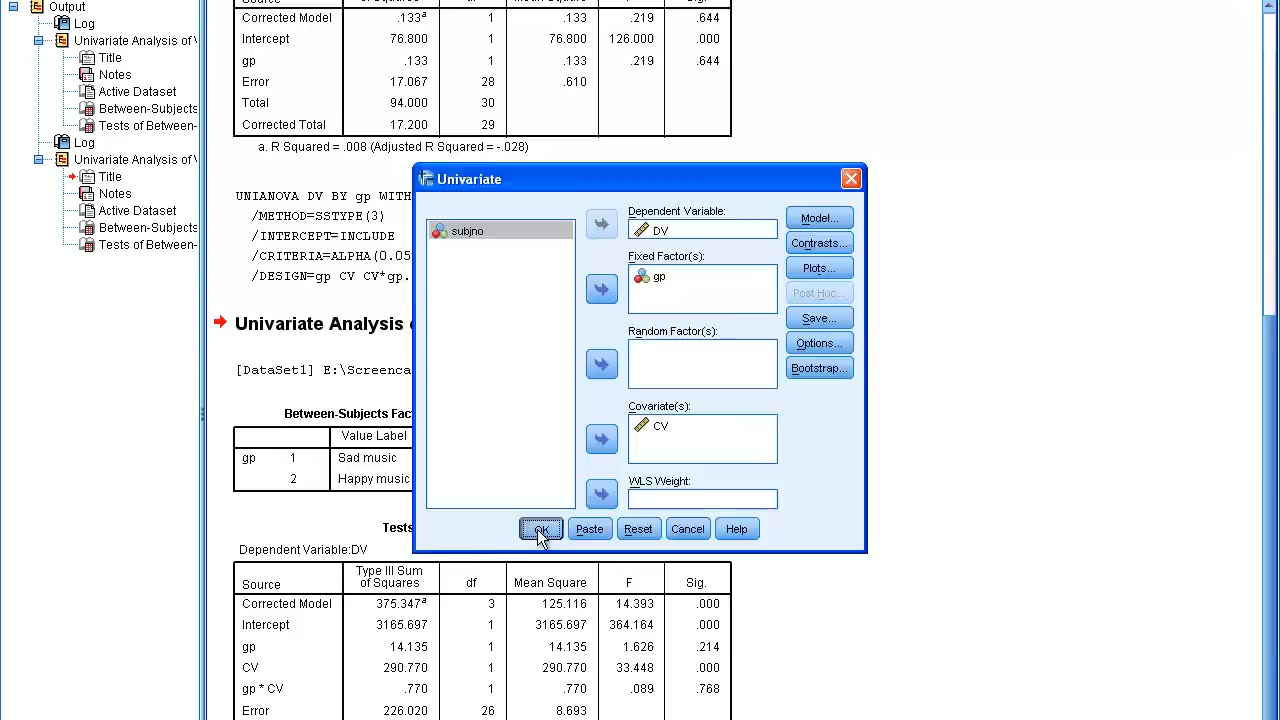 Output
Log
Univariate Analysis of
Title
Notes
Active Dataset
Between-Subjects
Tests of Between-
Log
Univariate Analysis of
Title
Notes
Active Dataset
Between-Subjects
Tests of Between-
Corrected Model .133a 1 .133 .219 .644
Intercept 76.800 1 76.800 126.000 .000
gp .133 1 .133 .219 .644
Error 17.067 28 .610
Total 94.000 30
Corrected Total 17.200 29
a. R Squared = .008 (Adjusted R Squared = -.028)
UNIANOVA DV BY gp WITH
/METHOD=SSTYPE(3)
/INTERCEPT=INCLUDE
/CRITERIA=ALPHA(0.05
/DESIGN=gp CV CV*gp.
Univariate Analysis
[DataSet1] E:\Screenca
Between-Subjects Fac
Value Label
gp 1 Sad music
2 Happy music
Tests
Dependent Variable:DV
Source Type III Sum of Squares df Mean Square F Sig.
Corrected Model 375.347a 3 125.116 14.393 .000
Intercept 3165.697 1 3165.697 364.164 .000
gp 14.135 1 14.135 1.626 .214
CV 290.770 1 290.770 33.448 .000
gp * CV .770 1 .770 .089 .768
Error 226.020 26 8.693
Univariate
subjno
Dependent Variable:
DV
Fixed Factor(s):
gp
Random Factor(s):
Covariate(s):
CV
WLS Weight:
Model...
Contrasts...
Plots...
Post Hoc...
Save...
Options...
Bootstrap...
OK Paste Reset Cancel Help